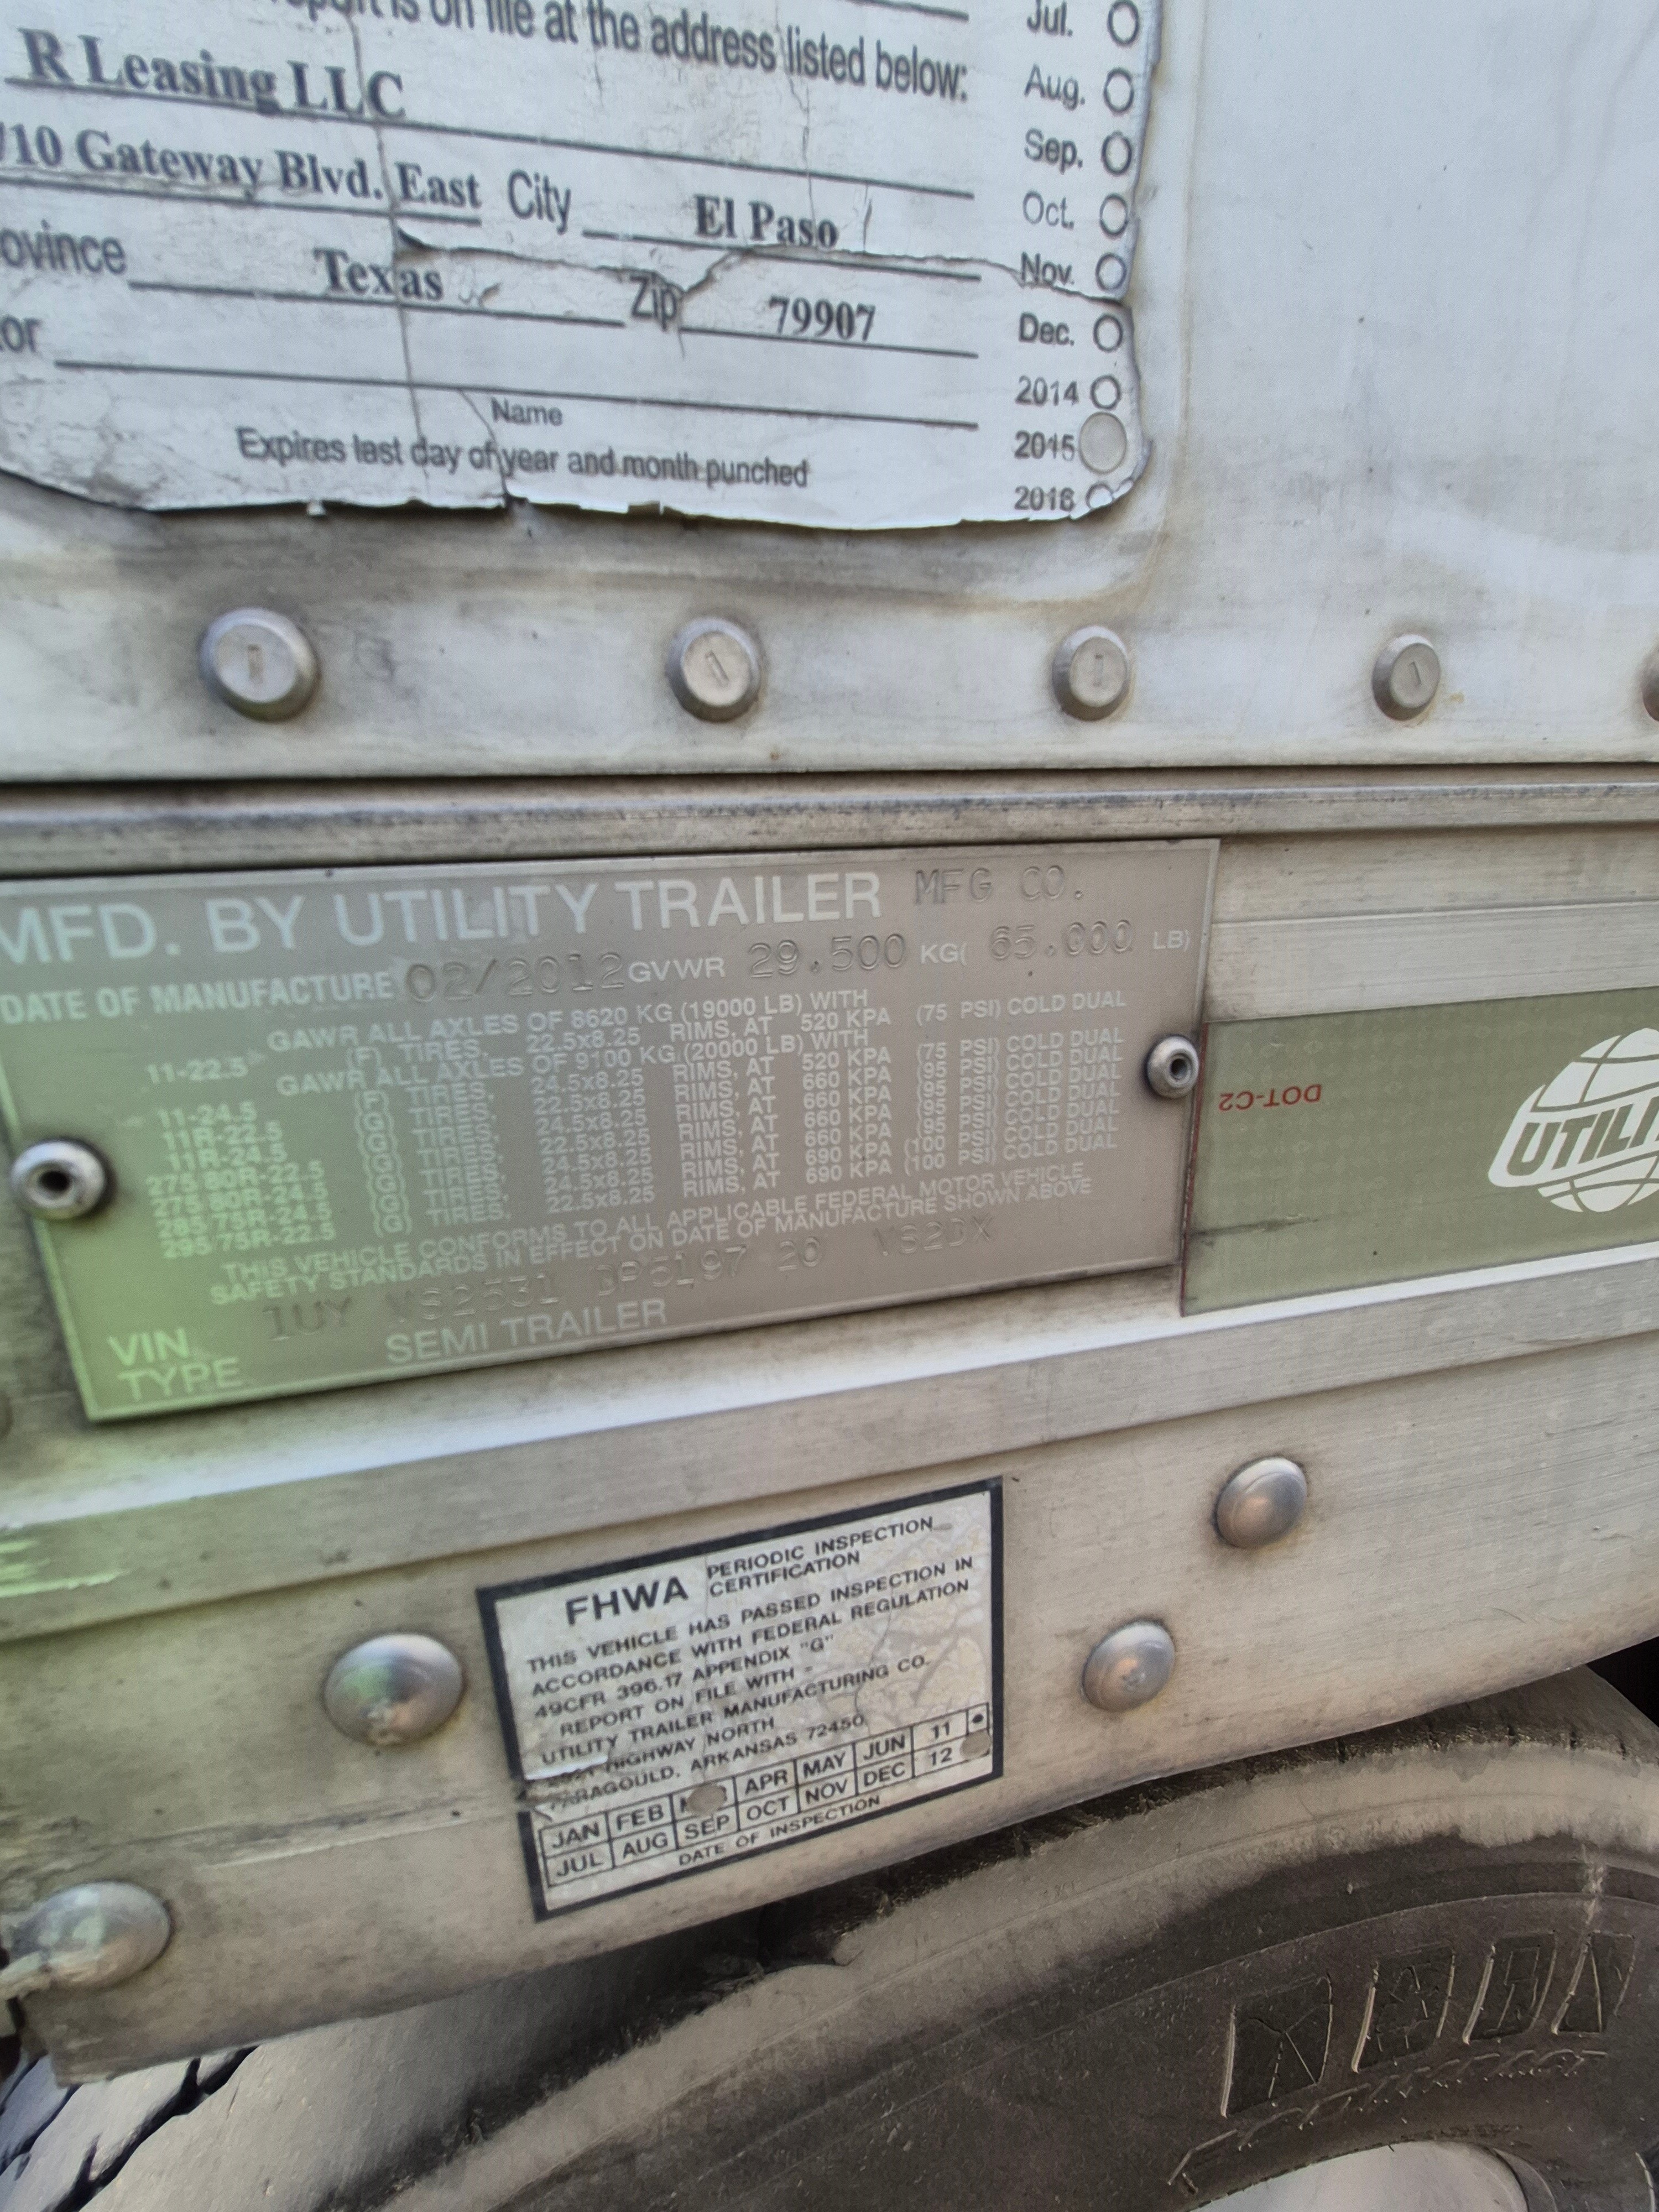 is on file at the address listed below:
R Leasing LLC
10 Gateway Blvd. East City El Paso
ovince Texas Zip 79907
or
Name
Expires last day of year and month punched
Jul.
Aug.
Sep.
Oct.
Nov.
Dec.
2014
2015
2016
MFD. BY UTILITY TRAILER MFG CO.
DATE OF MANUFACTURE 02/2012 GVWR 29.500 KG( 65.000 LB)
GAWR ALL AXLES OF 8620 KG (19000 LB) WITH
11-22.5 (F) TIRES, 22.5x8.25 RIMS, AT 520 KPA (75 PSI) COLD DUAL
GAWR ALL AXLES OF 9100 KG (20000 LB) WITH
11-24.5 (F) TIRES, 24.5x8.25 RIMS, AT 520 KPA (75 PSI) COLD DUAL
11R-22.5 (G) TIRES, 22.5x8.25 RIMS, AT 660 KPA (95 PSI) COLD DUAL
11R-24.5 (G) TIRES, 24.5x8.25 RIMS, AT 660 KPA (95 PSI) COLD DUAL
275/80R-22.5 (G) TIRES, 22.5x8.25 RIMS, AT 660 KPA (95 PSI) COLD DUAL
275/80R-24.5 (G) TIRES, 24.5x8.25 RIMS, AT 660 KPA (95 PSI) COLD DUAL
285/75R-24.5 (G) TIRES, 24.5x8.25 RIMS, AT 690 KPA (100 PSI) COLD DUAL
295/75R-22.5 (G) TIRES, 22.5x8.25 RIMS, AT 690 KPA (100 PSI) COLD DUAL
THIS VEHICLE CONFORMS TO ALL APPLICABLE FEDERAL MOTOR VEHICLE
SAFETY STANDARDS IN EFFECT ON DATE OF MANUFACTURE SHOWN ABOVE
VIN 1UY VS2531 DP5197 20 VS2DX
TYPE SEMI TRAILER
DOT-C2
UTILI
FHWA PERIODIC INSPECTION
CERTIFICATION
THIS VEHICLE HAS PASSED INSPECTION IN
ACCORDANCE WITH FEDERAL REGULATION
49CFR 396.17 APPENDIX "G"
REPORT ON FILE WITH -
UTILITY TRAILER MANUFACTURING CO.
HIGHWAY NORTH
PARAGOULD, ARKANSAS 72450
JAN FEB M APR MAY JUN 11
JUL AUG SEP OCT NOV DEC 12
DATE OF INSPECTION